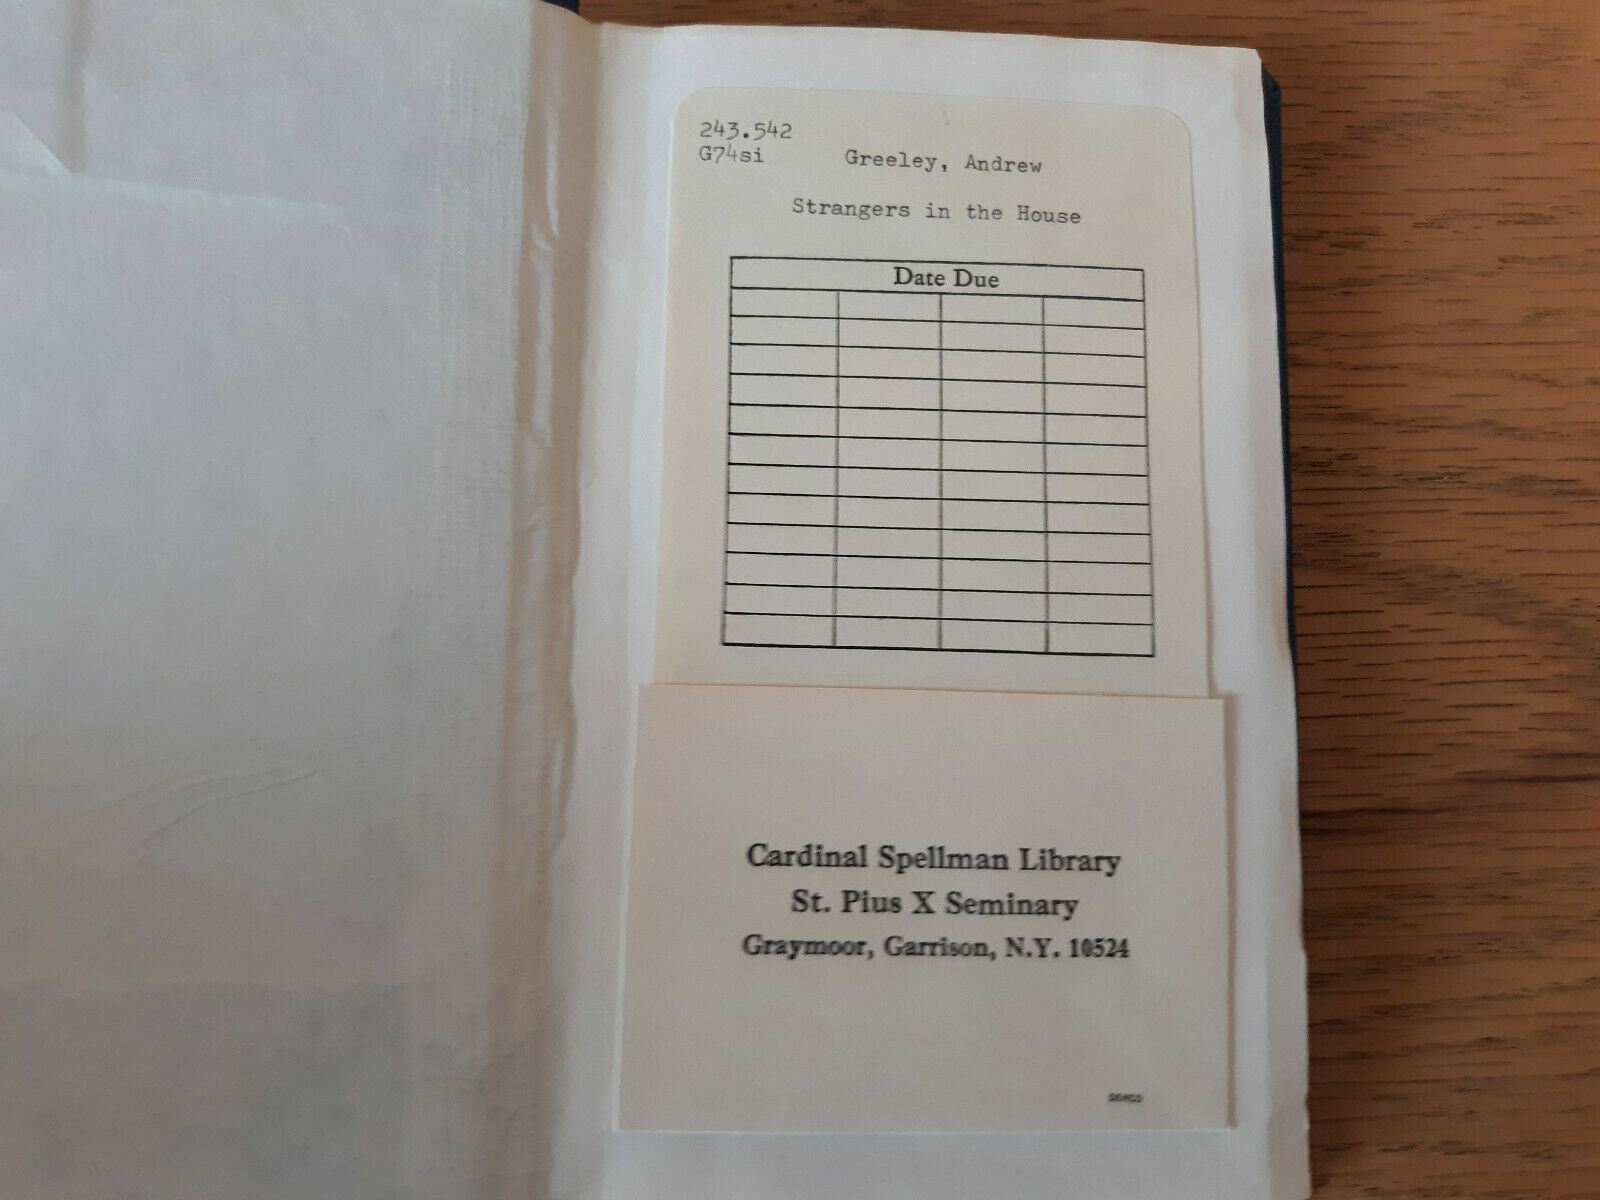 243.542
G74si Greeley, Andrew
Strangers in the House
Date Due
Cardinal Spellman Library
St. Pius X Seminary
Graymoor, Garrison, N.Y. 10524
DEMCO